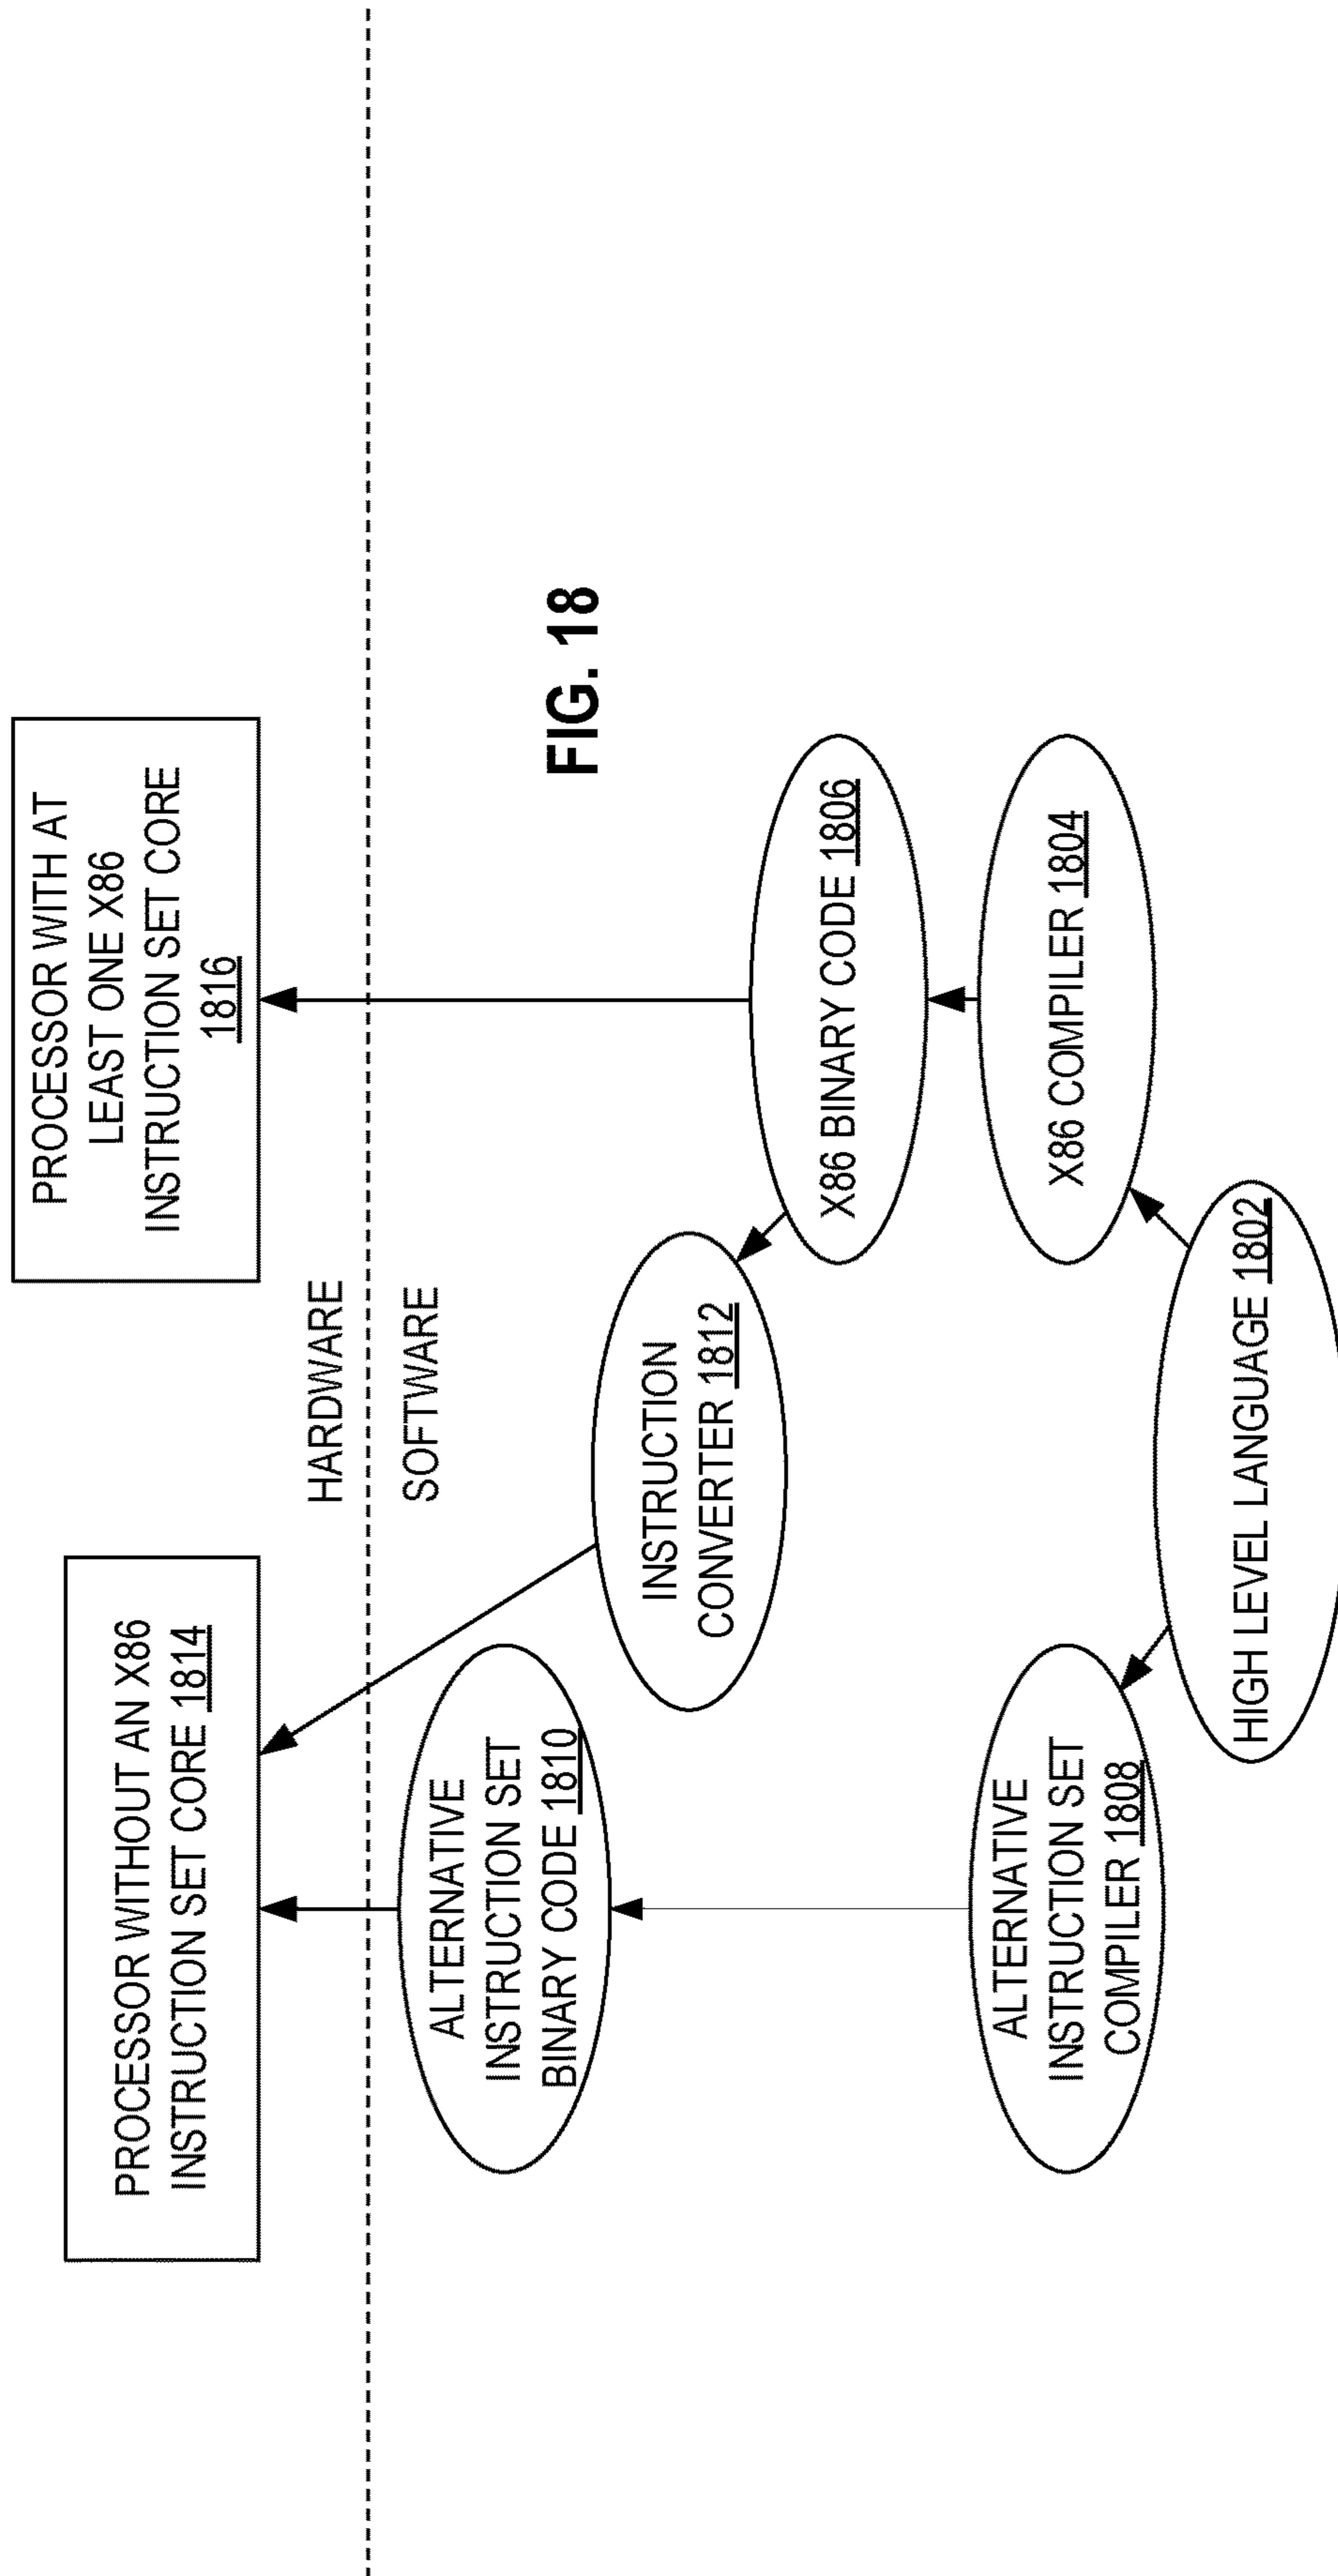 PROCESSOR WITHOUT AN X86
INSTRUCTION SET CORE 1814
PROCESSOR WITH AT
LEAST ONE X86
INSTRUCTION SET CORE
1816
HARDWARE
SOFTWARE
ALTERNATIVE
INSTRUCTION SET
BINARY CODE 1810
FIG. 18
INSTRUCTION
CONVERTER 1812
X86 BINARY CODE 1806
ALTERNATIVE
INSTRUCTION SET
COMPILER 1808
X86 COMPILER 1804
HIGH LEVEL LANGUAGE 1802